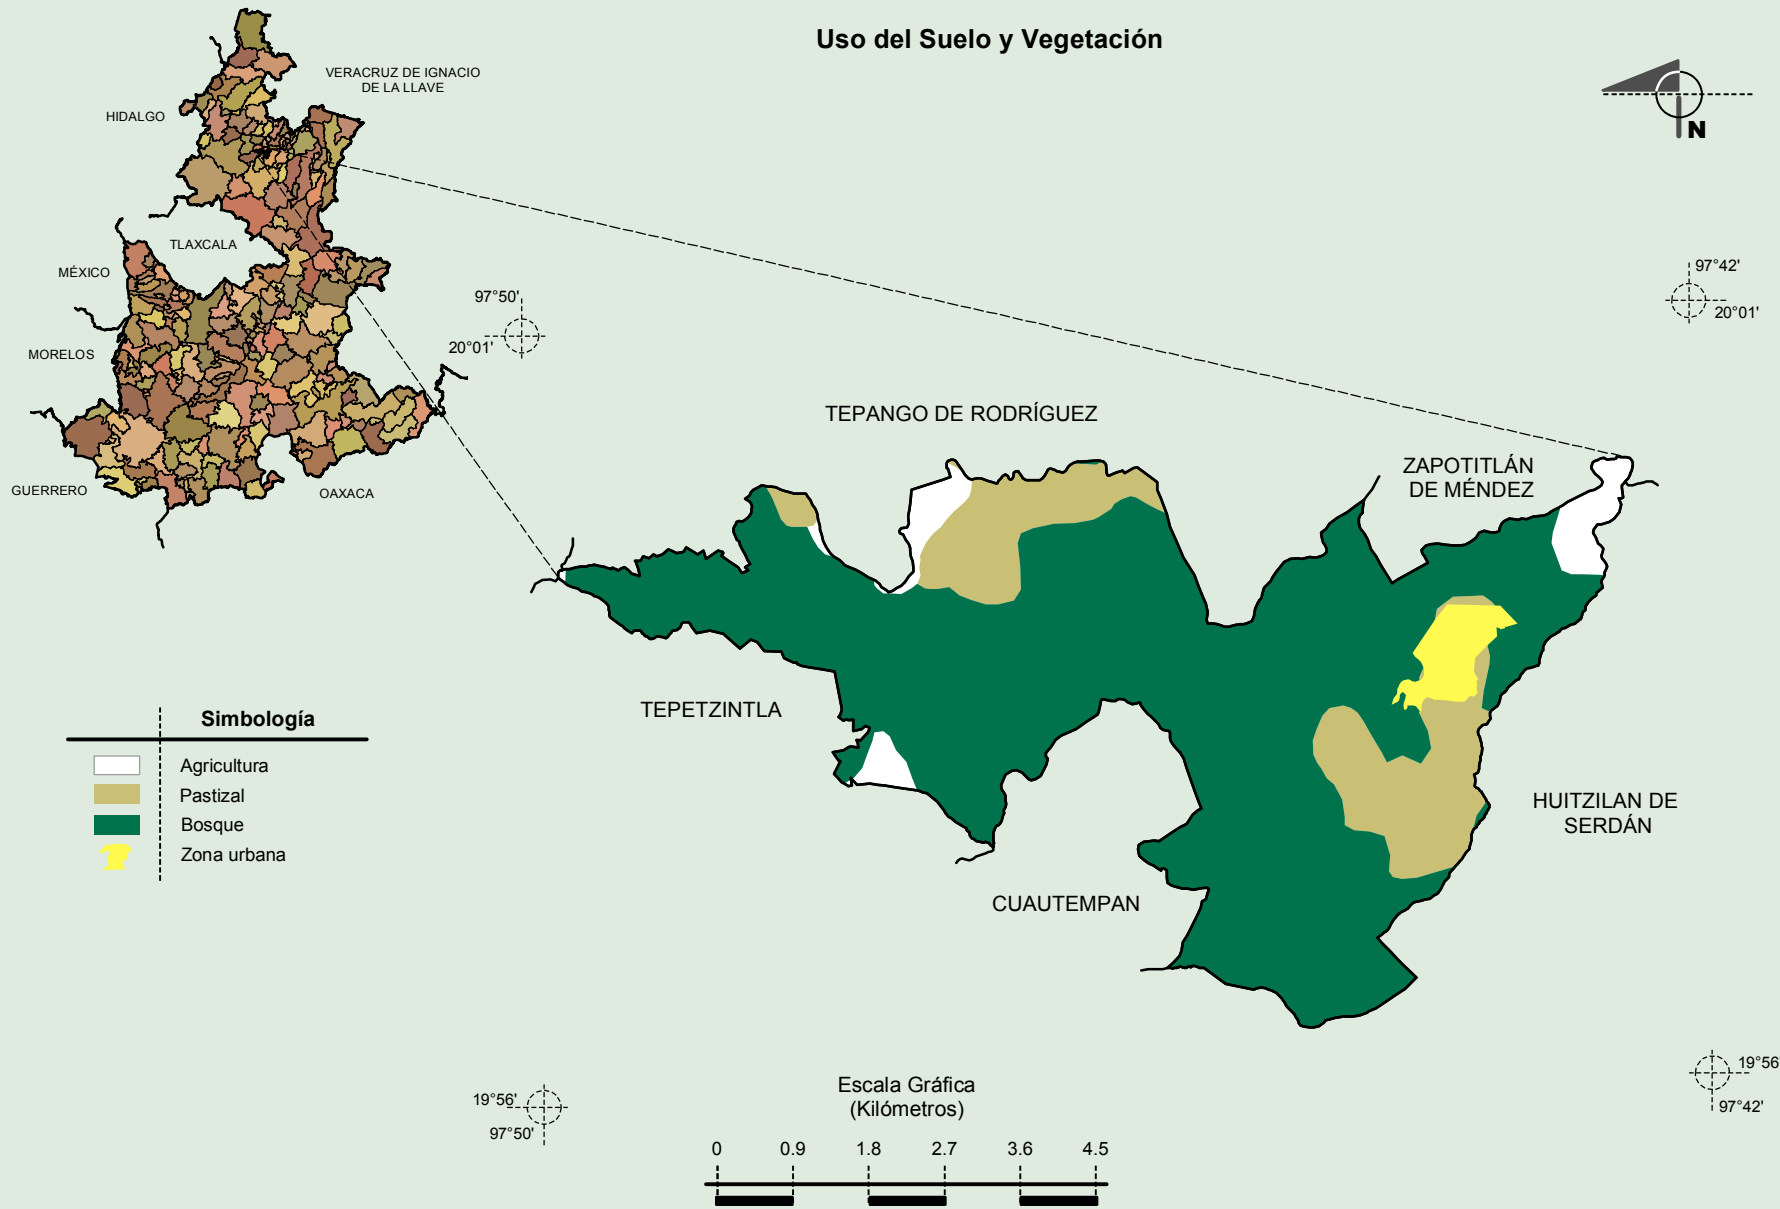 Uso del Suelo y Vegetación
VERACRUZ DE IGNACIO
DE LA LLAVE
HIDALGO
TLAXCALA
MÉXICO
MORELOS
GUERRERO
OAXACA
N
97°50'
20°01'
97°42'
20°01'
TEPANGO DE RODRÍGUEZ
ZAPOTITLÁN
DE MÉNDEZ
TEPETZINTLA
HUITZILAN DE
SERDÁN
CUAUTEMPAN
Simbología
Agricultura
Pastizal
Bosque
Zona urbana
19°56'
97°50'
19°56'
97°42'
Escala Gráfica
(Kilómetros)
0 0.9 1.8 2.7 3.6 4.5